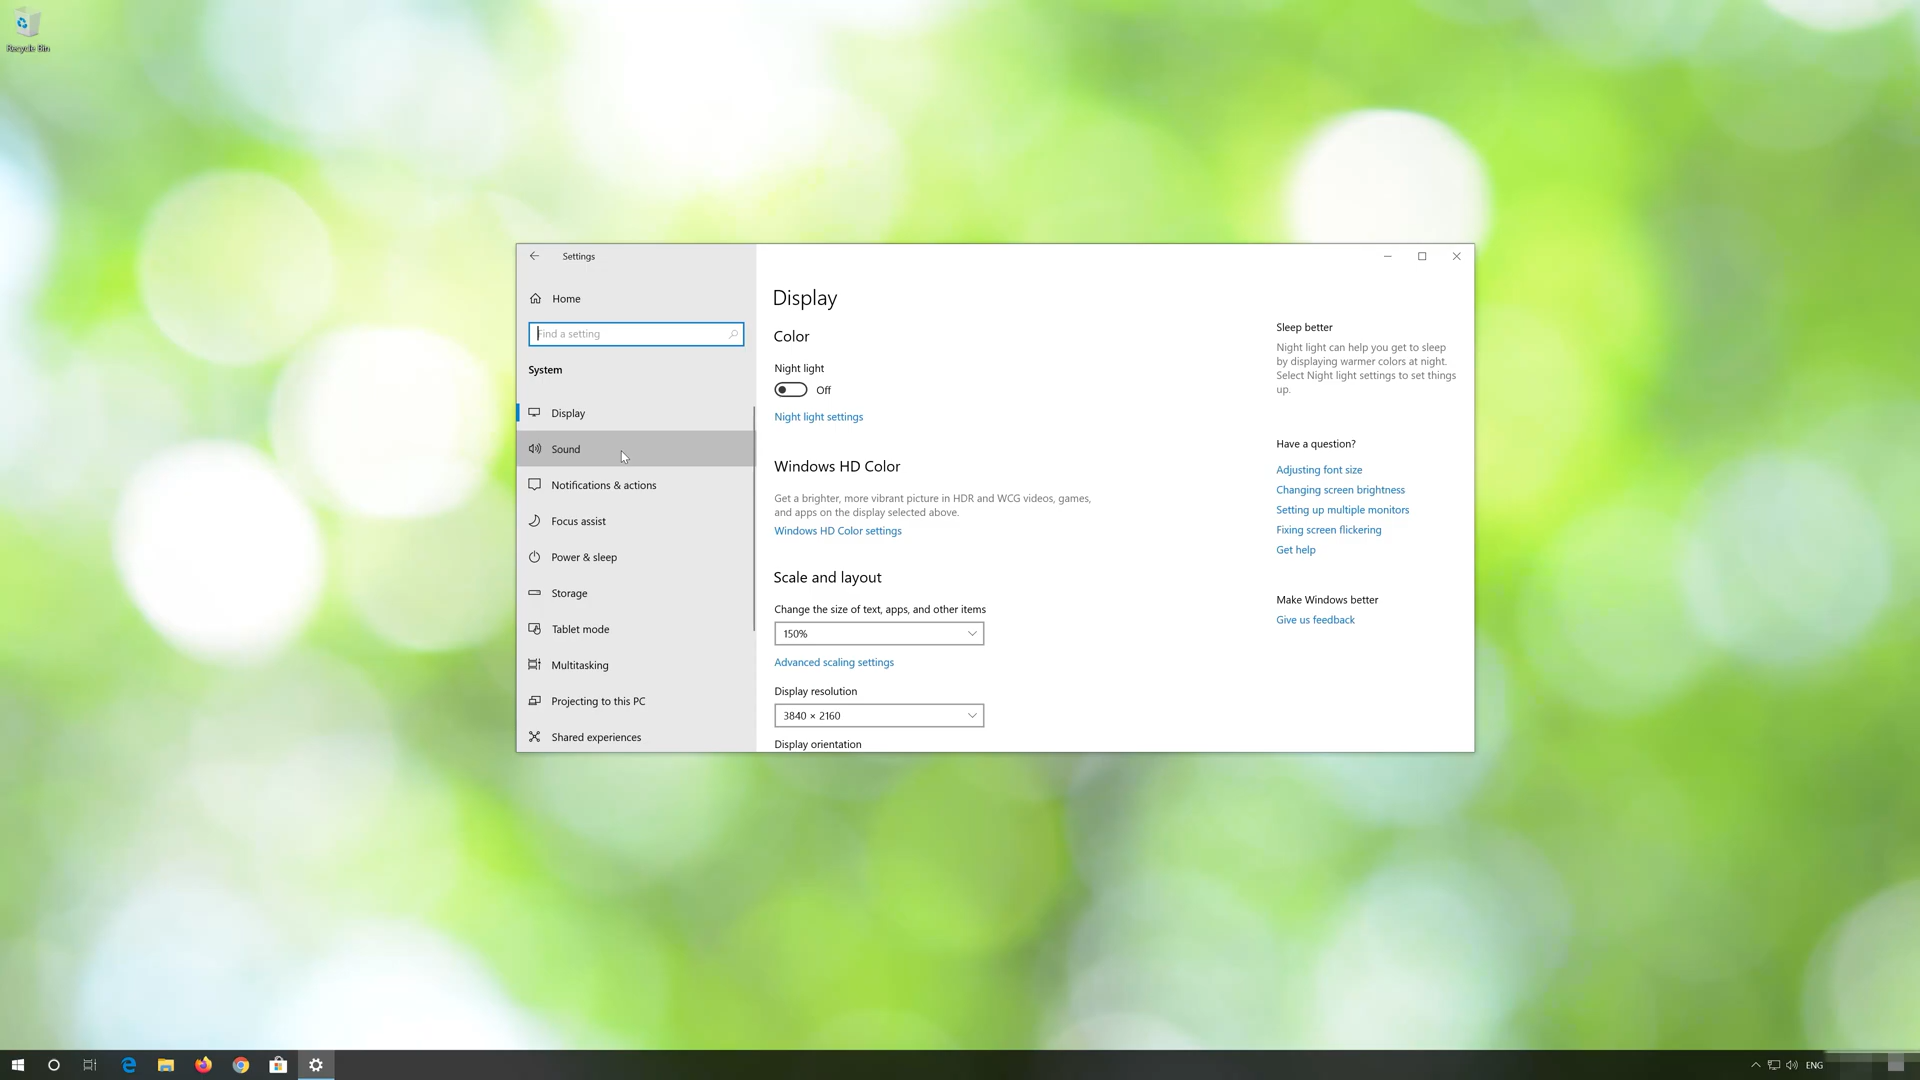 Recycle Bin
Settings
Home
Find a setting
System
Display
Sound
Notifications & actions
Focus assist
Power & sleep
Storage
Tablet mode
Multitasking
Projecting to this PC
Shared experiences
Display
Color
Night light
Off
Night light settings
Windows HD Color
Get a brighter, more vibrant picture in HDR and WCG videos, games,
and apps on the display selected above.
Windows HD Color settings
Scale and layout
Change the size of text, apps, and other items
150%
Advanced scaling settings
Display resolution
3840 × 2160
Display orientation
Sleep better
Night light can help you get to sleep
by displaying warmer colors at night.
Select Night light settings to set things
up.
Have a question?
Adjusting font size
Changing screen brightness
Setting up multiple monitors
Fixing screen flickering
Get help
Make Windows better
Give us feedback
ENG